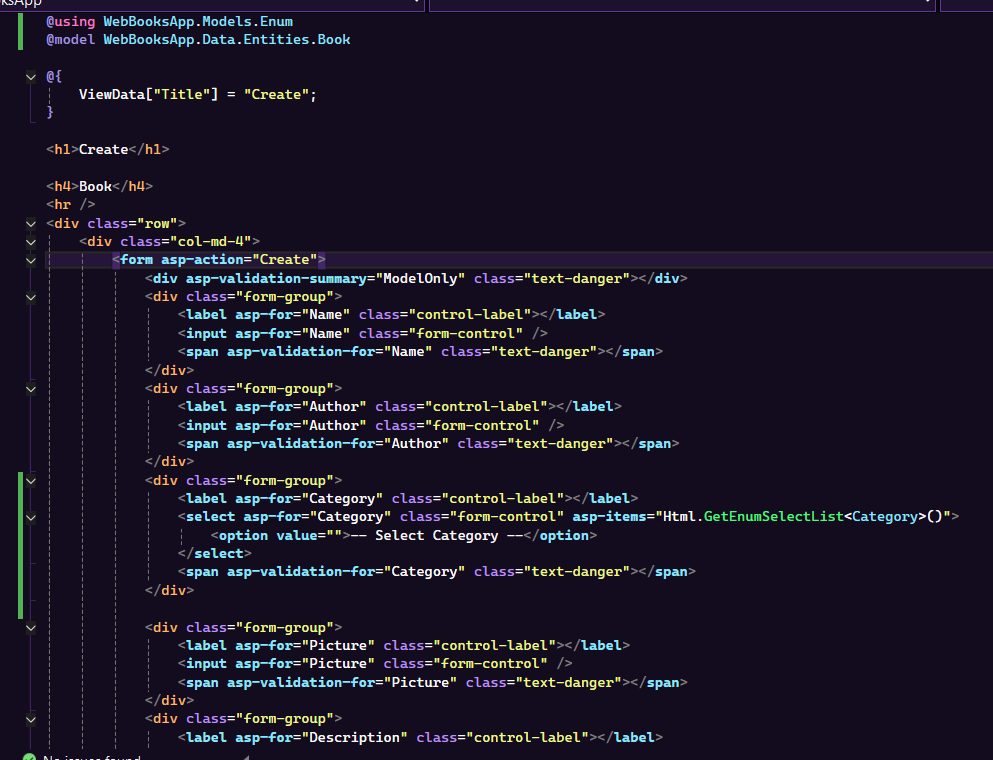 ksApp
@using WebBooksApp.Models.Enum
@model WebBooksApp.Data.Entities.Book
@{
ViewData["Title"] = "Create";
}
<h1>Create</h1>
<h4>Book</h4>
<hr />
<div class="row">
<div class="col-md-4">
<form asp-action="Create">
<div asp-validation-summary="ModelOnly" class="text-danger"></div>
<div class="form-group">
<label asp-for="Name" class="control-label"></label>
<input asp-for="Name" class="form-control" />
<span asp-validation-for="Name" class="text-danger"></span>
</div>
<div class="form-group">
<label asp-for="Author" class="control-label"></label>
<input asp-for="Author" class="form-control" />
<span asp-validation-for="Author" class="text-danger"></span>
</div>
<div class="form-group">
<label asp-for="Category" class="control-label"></label>
<select asp-for="Category" class="form-control" asp-items="Html.GetEnumSelectList<Category>()">
<option value="">-- Select Category --</option>
</select>
<span asp-validation-for="Category" class="text-danger"></span>
</div>
<div class="form-group">
<label asp-for="Picture" class="control-label"></label>
<input asp-for="Picture" class="form-control" />
<span asp-validation-for="Picture" class="text-danger"></span>
</div>
<div class="form-group">
<label asp-for="Description" class="control-label"></label>
No issues found